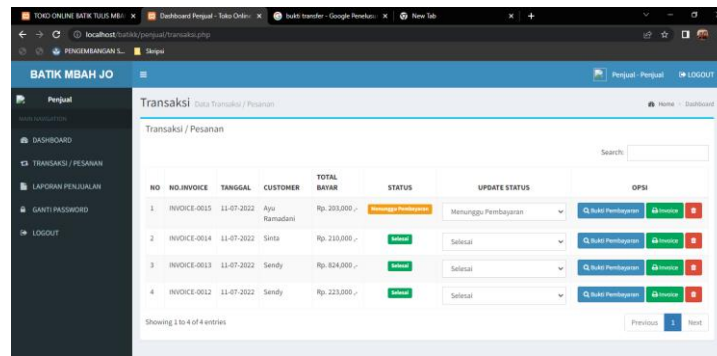 TOKO ONLINE BATIK TULIS MBA
Dashboard Penjual - Toko Online
bukti transfer - Google Penelusu
New Tab
localhost/batikk/penjual/transaksi.php
PENGEMBANGAN S...
Skripsi
BATIK MBAH JO
Penjual - Penjual
LOGOUT
Penjual
MAIN NAVIGATION
DASHBOARD
TRANSAKSI / PESANAN
LAPORAN PENJUALAN
GANTI PASSWORD
LOGOUT
Transaksi Data Transaksi / Pesanan
Home
Dashboard
Transaksi / Pesanan
Search:
NO NO.INVOICE TANGGAL CUSTOMER TOTAL BAYAR STATUS UPDATE STATUS OPSI
1 INVOICE-0015 11-07-2022 Ayu Ramadani Rp. 203,000 ,- Menunggu Pembayaran Menunggu Pembayaran Bukti Pembayaran Invoice
2 INVOICE-0014 11-07-2022 Sinta Rp. 210,000 ,- Selesai Selesai Bukti Pembayaran Invoice
3 INVOICE-0013 11-07-2022 Sendy Rp. 824,000 ,- Selesai Selesai Bukti Pembayaran Invoice
4 INVOICE-0012 11-07-2022 Sendy Rp. 223,000 ,- Selesai Selesai Bukti Pembayaran Invoice
Showing 1 to 4 of 4 entries
Previous 1 Next